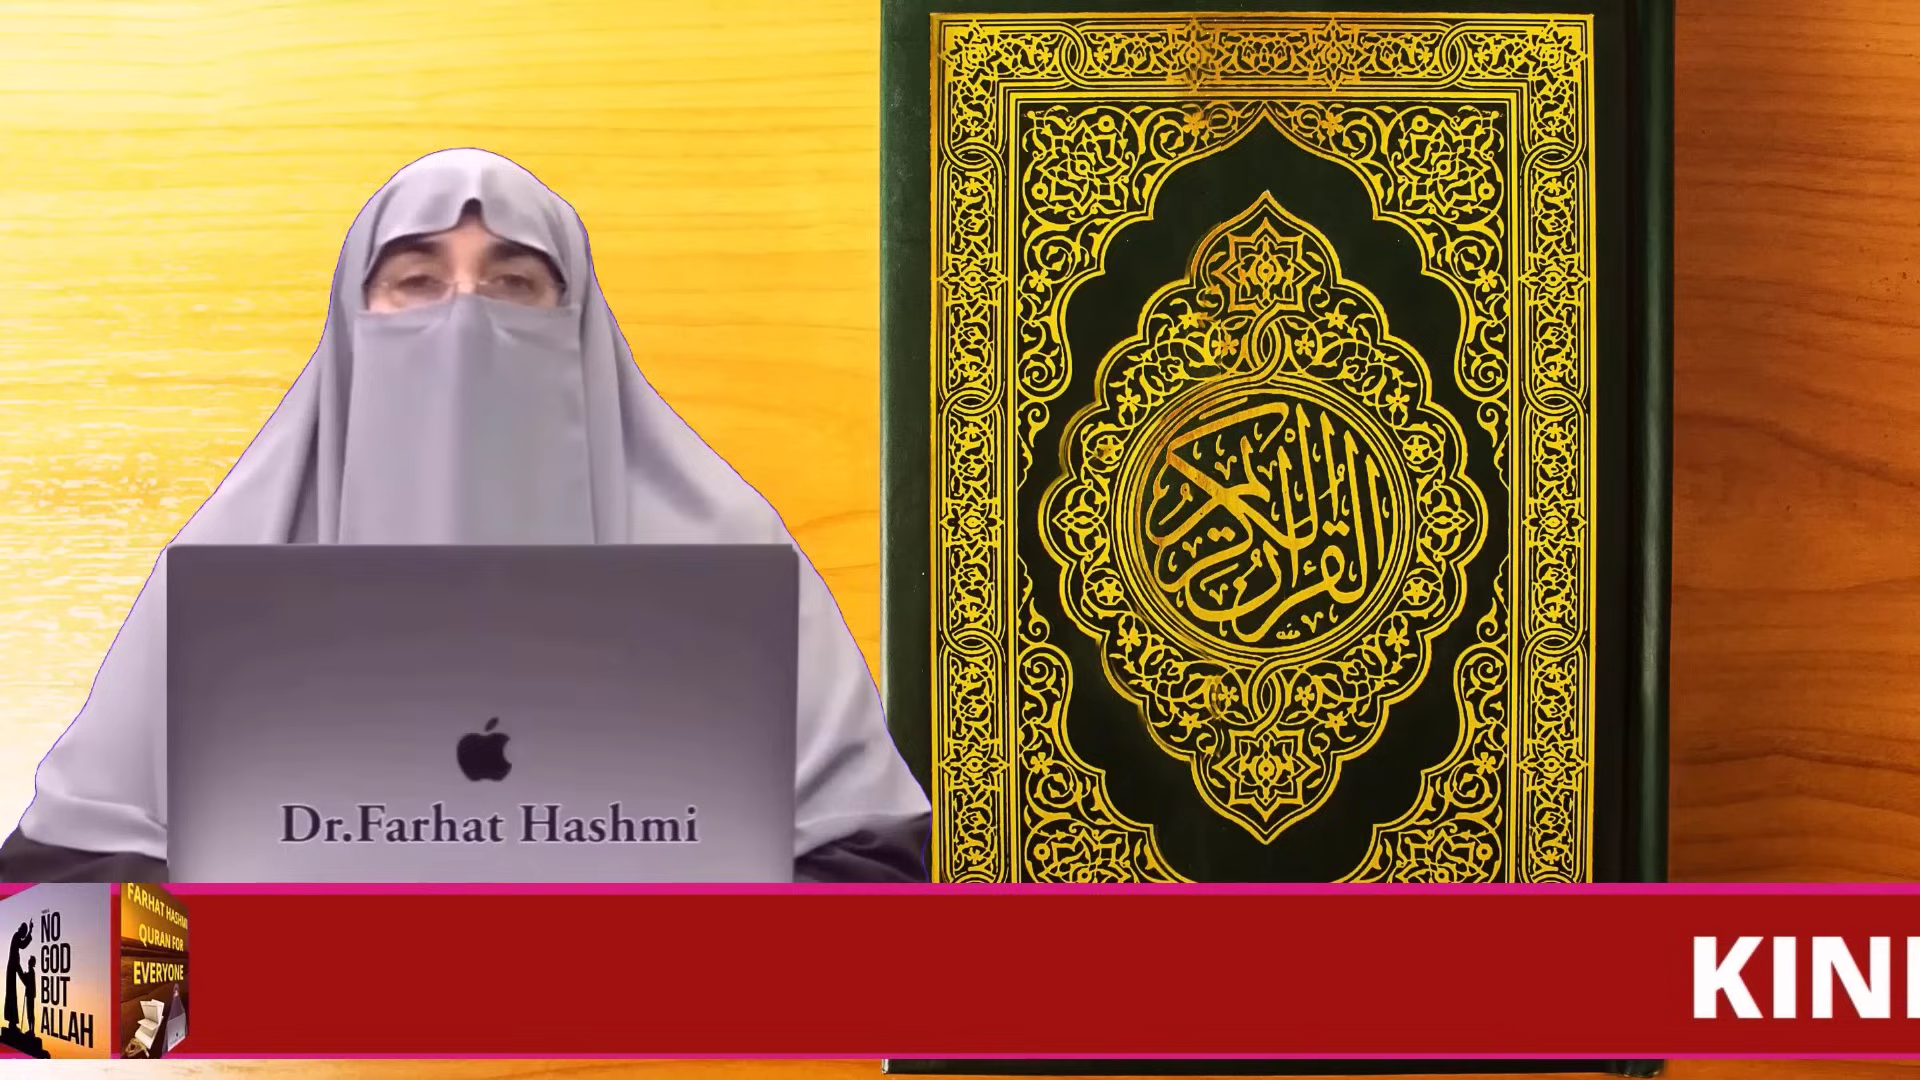 القرآن الكريم
Dr.Farhat Hashmi
NO
GOD
BUT
ALLAH
FARHAT HASHMI
QURAN FOR
EVERYONE
KIN